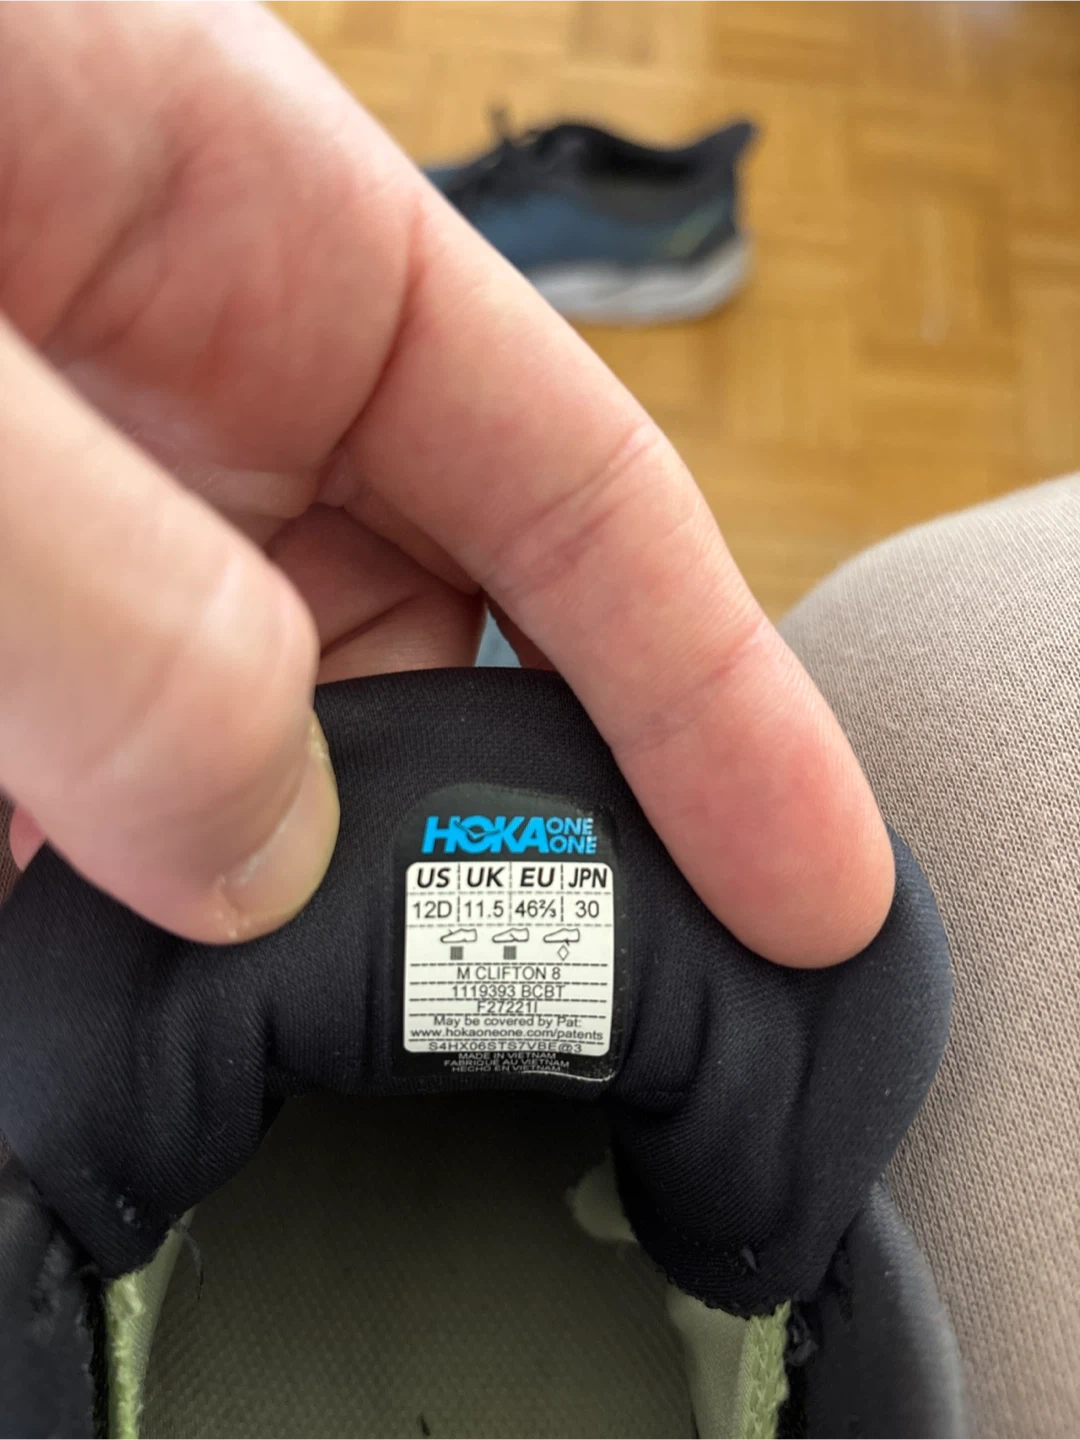 HOKA ONE ONE
US UK EU JPN
12D 11.5 46⅔ 30
M CLIFTON 8
1119393 BCBT
F27221I
May be covered by Pat:
www.hokaoneone.com/patents
S4HX06STS7VBE@3
MADE IN VIETNAM
FABRIQUE AU VIETNAM
HECHO EN VIETNAM